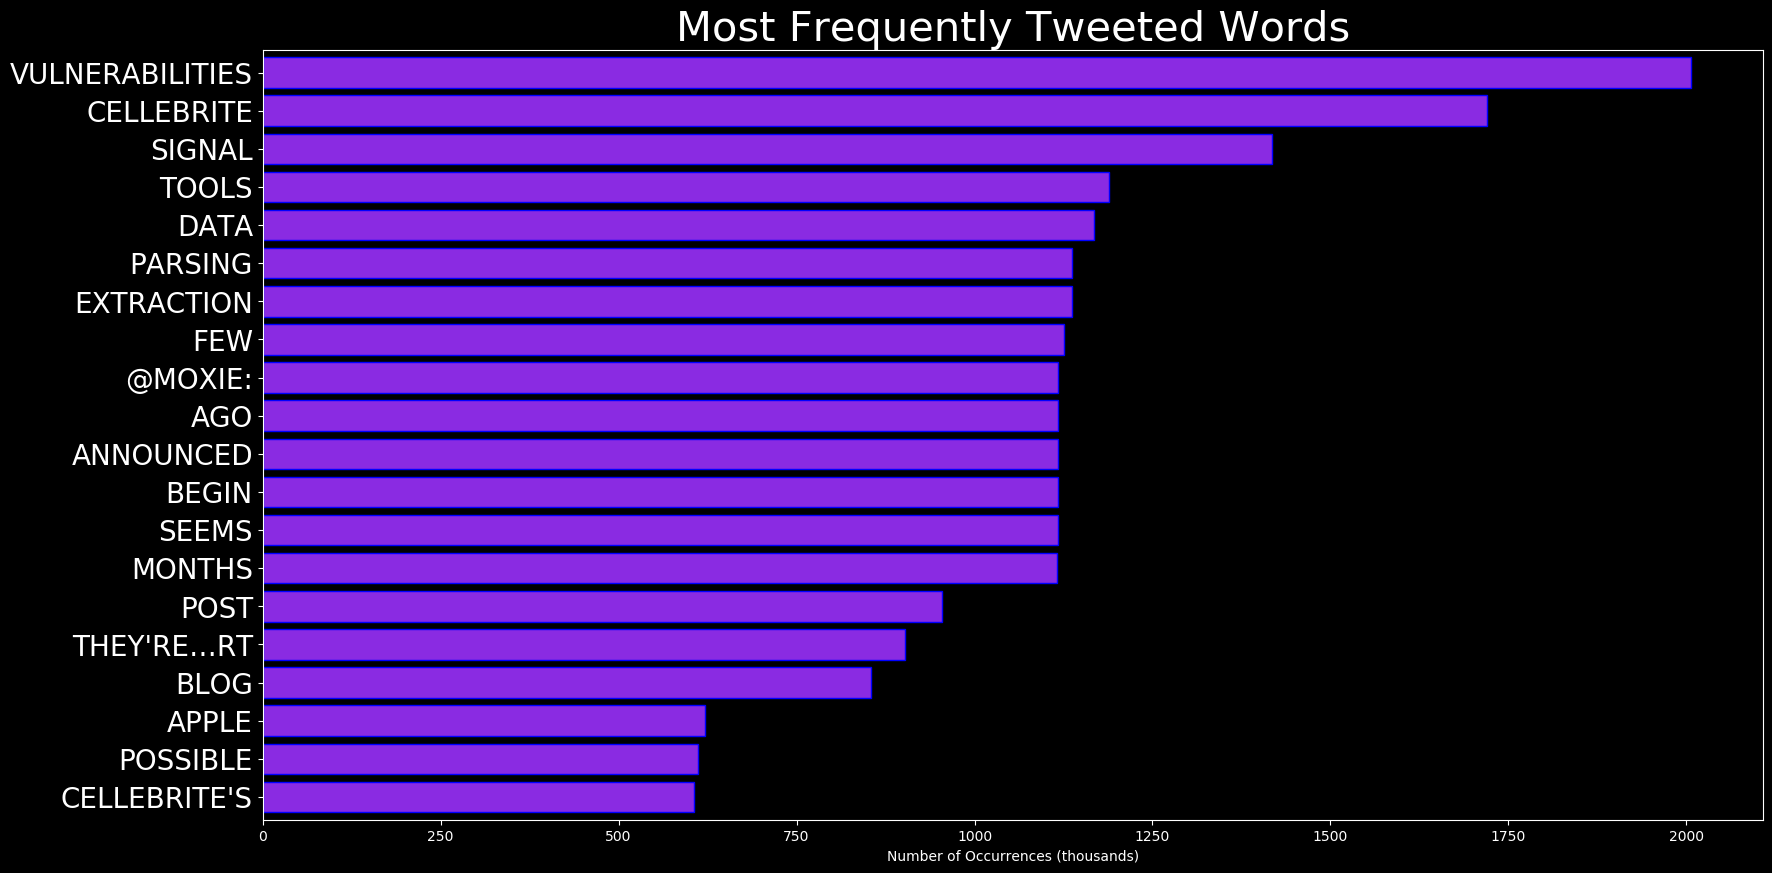 Most Frequently Tweeted Words
VULNERABILITIES
CELLEBRITE
SIGNAL
TOOLS
DATA
PARSING
EXTRACTION
FEW
@MOXIE:
AGO
ANNOUNCED
BEGIN
SEEMS
MONTHS
POST
THEY'RE…RT
BLOG
APPLE
POSSIBLE
CELLEBRITE'S
0 250 500 750 1000 1250 1500 1750 2000
Number of Occurrences (thousands)